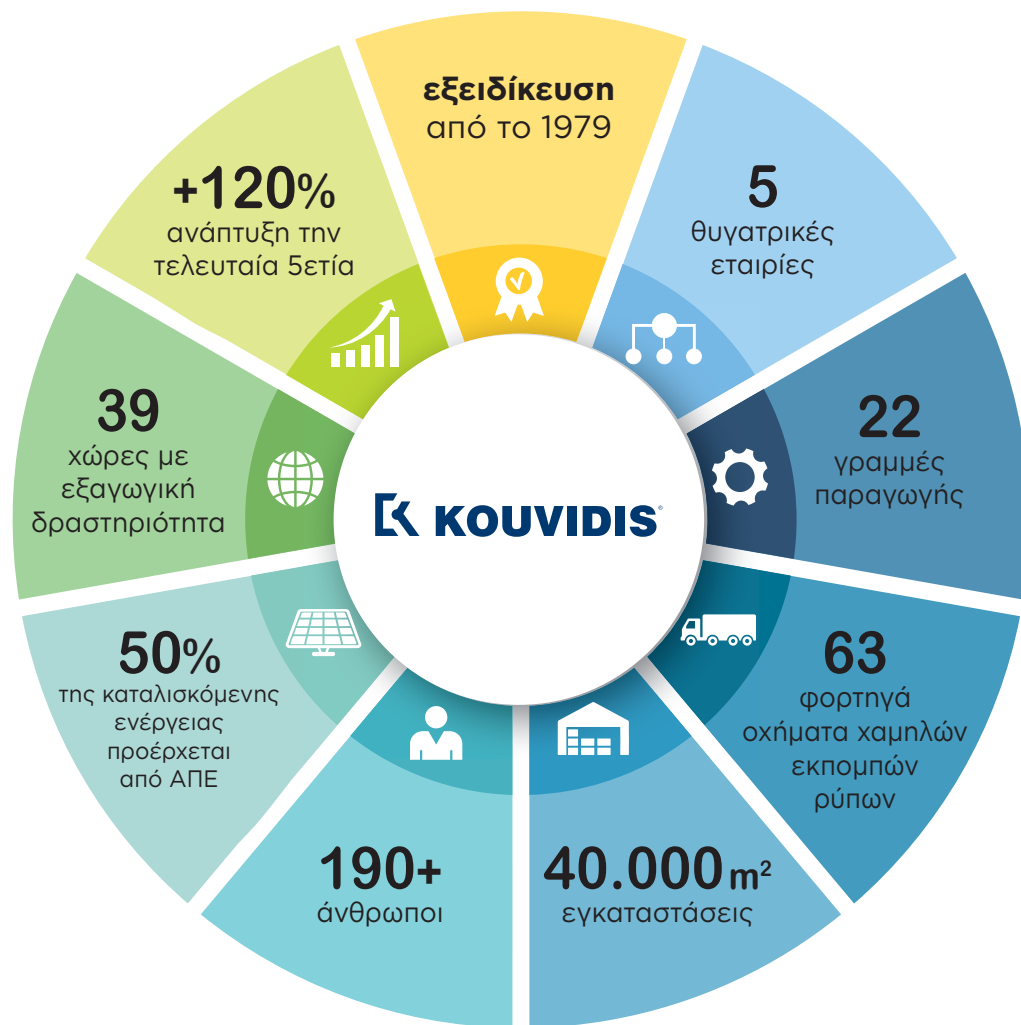 εξειδίκευση
από το 1979
5
θυγατρικές
εταιρίες
22
γραμμές
παραγωγής
63
φορτηγά
οχήματα χαμηλών
εκπομπών
ρύπων
40.000 m²
εγκαταστάσεις
190+
άνθρωποι
50%
της καταλισκόμενης
ενέργειας
προέρχεται
από ΑΠΕ
39
χώρες με
εξαγωγική
δραστηριότητα
+120%
ανάπτυξη την
τελευταία 5ετία
KOUVIDIS®